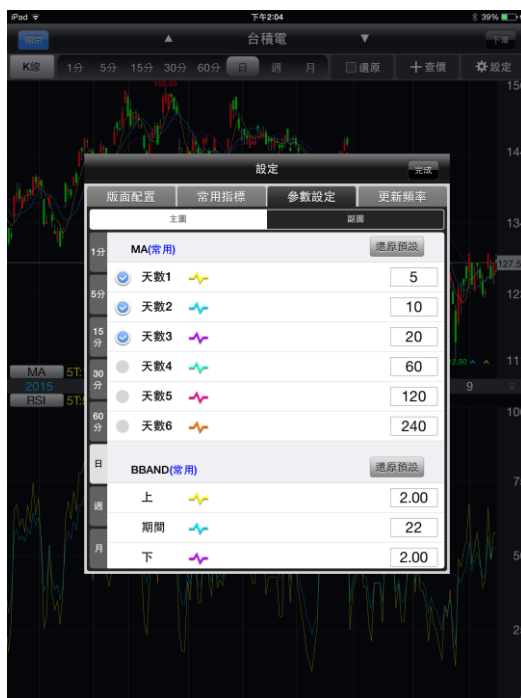 iPad 下午2:04 39%
關閉 ▲ 台積電 ▼ 下單
K線 1分 5分 15分 30分 60分 日 週 月 還原 十查價 設定
155.00
設定 完成
版面配置 常用指標 參數設定 更新頻率
主圖 副圖
1分 MA(常用) 還原預設
天數1 5
5分 天數2 10
15分 天數3 20
30分 天數4 60
天數5 120
60分 天數6 240
日 BBAND(常用) 還原預設
上 2.00
週 期間 22
月 下 2.00
127.5
MA 5T:
2015 9
RSI 5T: